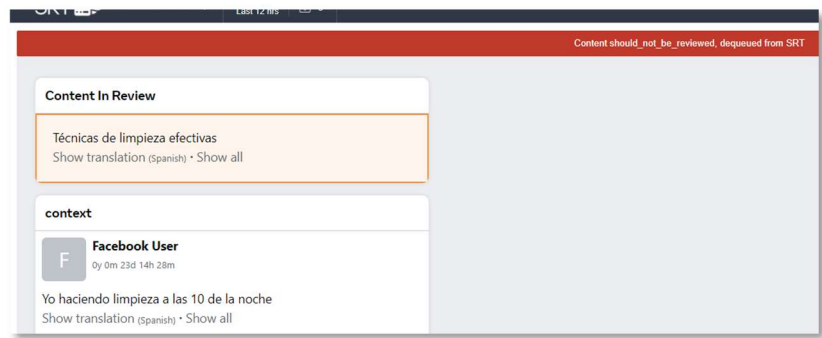 SRT
Last 12 hrs
Content should_not_be_reviewed, dequeued from SRT
Content In Review
Técnicas de limpieza efectivas
Show translation (Spanish) · Show all
context
F
Facebook User
0y 0m 23d 14h 28m
Yo haciendo limpieza a las 10 de la noche
Show translation (Spanish) · Show all